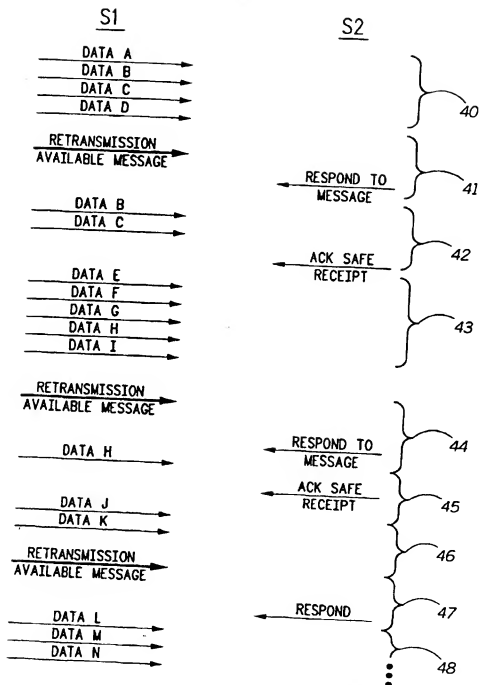 S1 S2
DATA A
DATA B
DATA C
DATA D
40
RETRANSMISSION
AVAILABLE MESSAGE
RESPOND TO
MESSAGE
41
DATA B
DATA C
42
ACK SAFE
RECEIPT
DATA E
DATA F
DATA G
DATA H
DATA I
43
RETRANSMISSION
AVAILABLE MESSAGE
44
RESPOND TO
MESSAGE
DATA H
ACK SAFE
RECEIPT
45
DATA J
DATA K
46
RETRANSMISSION
AVAILABLE MESSAGE
47
RESPOND
DATA L
DATA M
DATA N
48